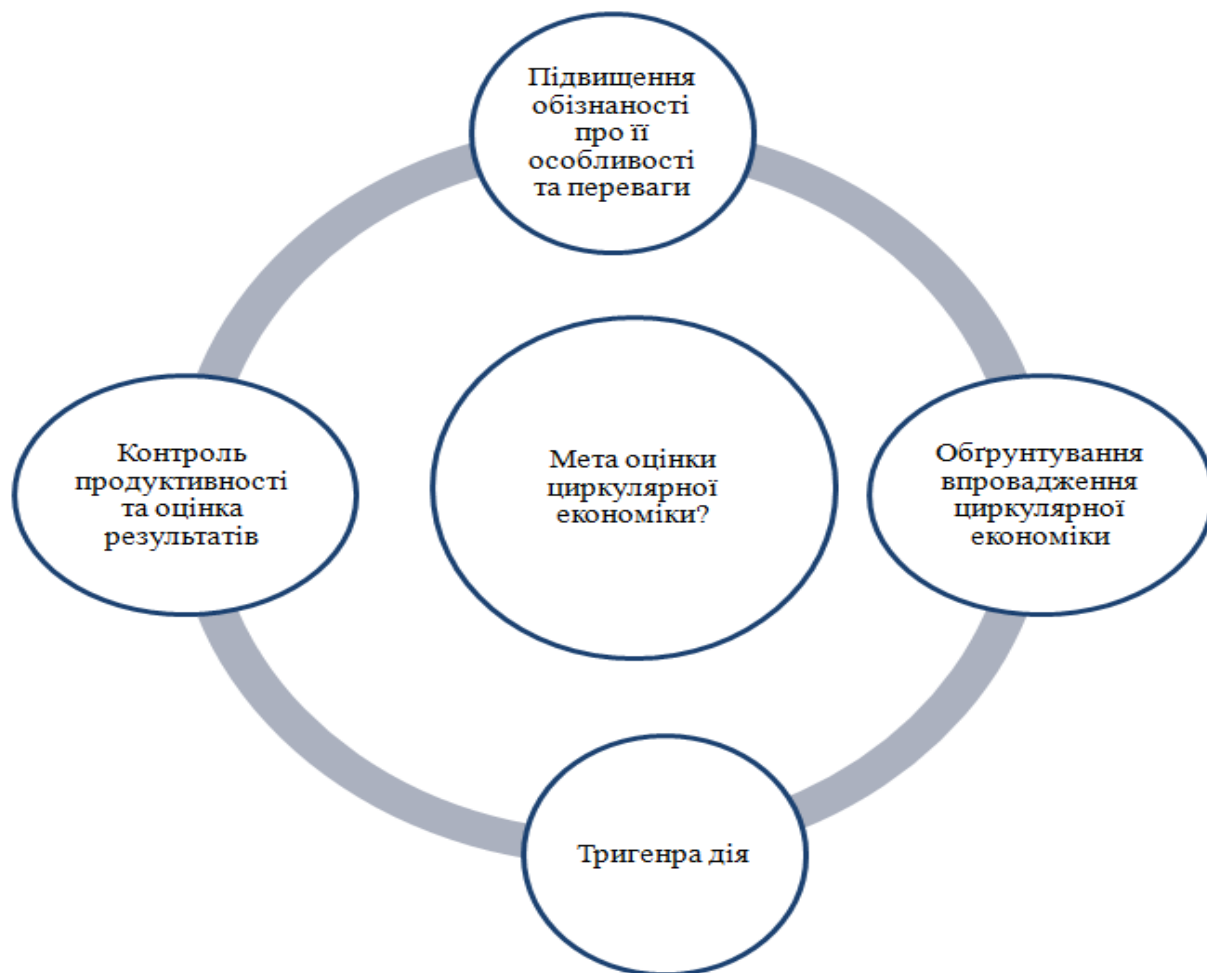 Підвищення
обізнаності
про її
особливості
та переваги
Контроль
продуктивності
та оцінка
результатів
Мета оцінки
циркулярної
економіки?
Обґрунтування
впровадження
циркулярної
економіки
Тригенра дія